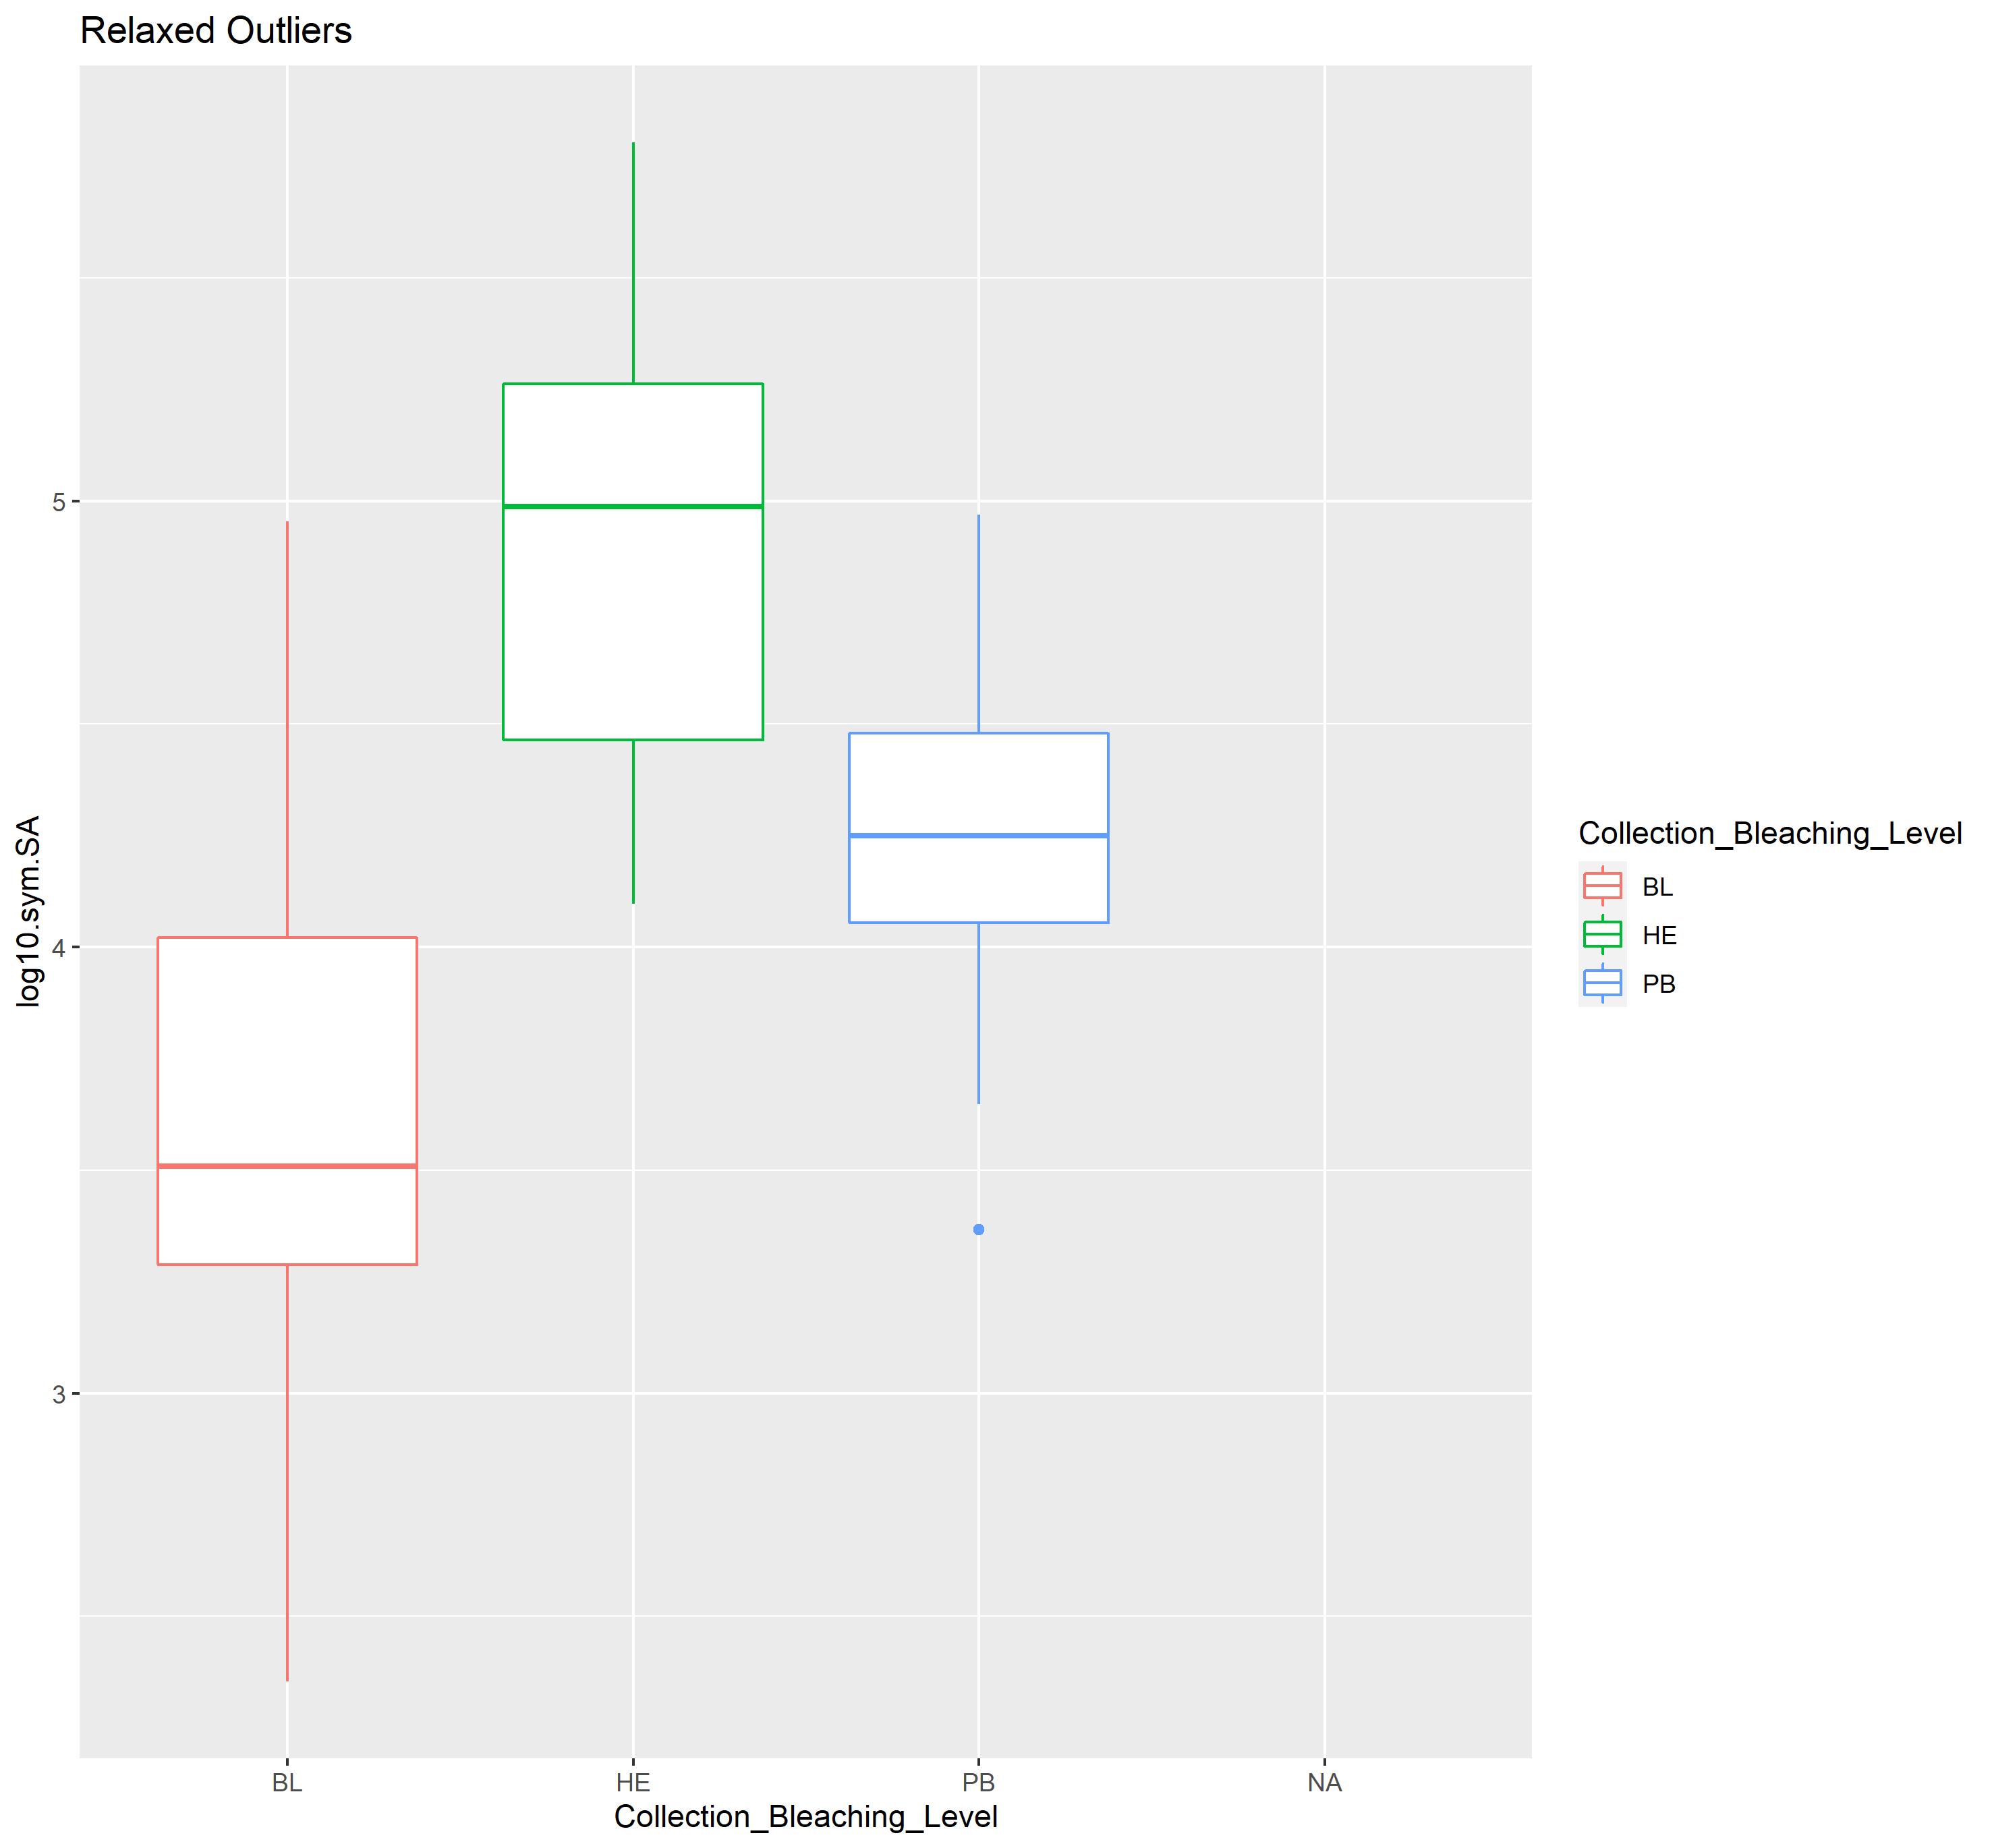 Relaxed Outliers
log10.sym.SA
5
4
3
BL
HE
PB
NA
Collection_Bleaching_Level
Collection_Bleaching_Level
BL
HE
PB